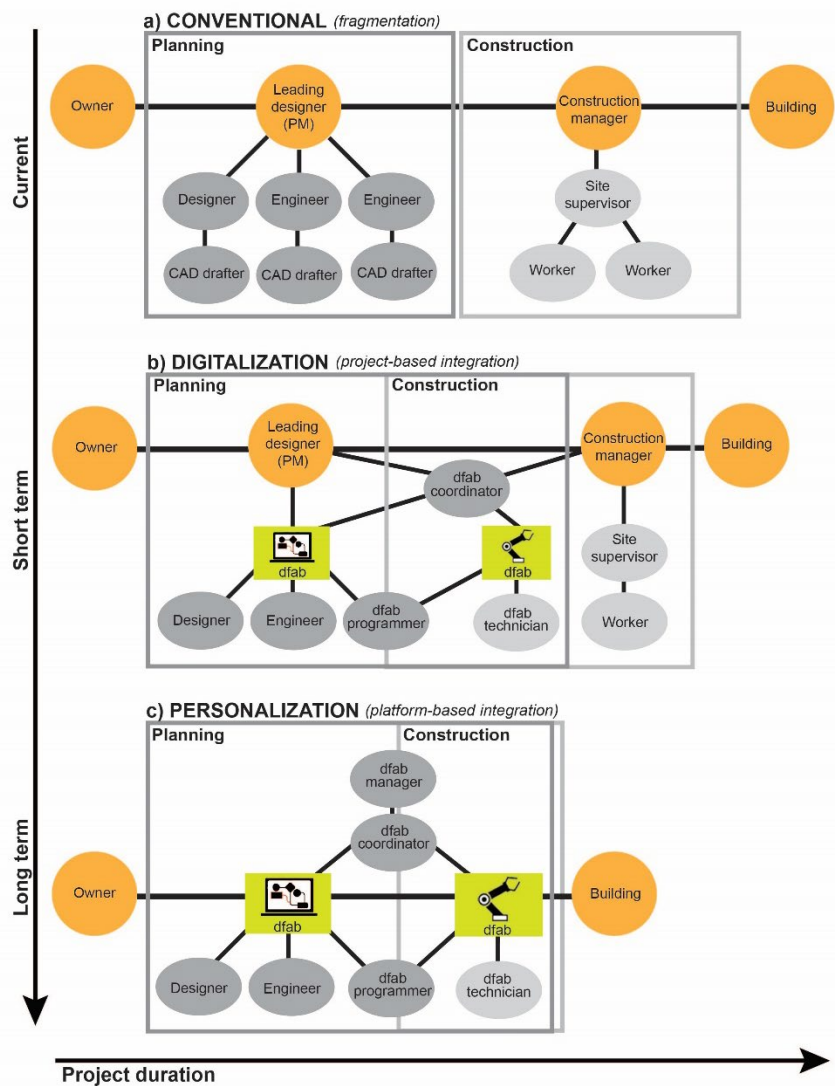 a) CONVENTIONAL (fragmentation)
Planning
Construction
Owner
Leading
designer
(PM)
Construction
manager
Building
Designer
Engineer
Engineer
Site
supervisor
CAD drafter
CAD drafter
CAD drafter
Worker
Worker
Current
b) DIGITALIZATION (project-based integration)
Planning
Construction
Owner
Leading
designer
(PM)
Construction
manager
Building
dfab
coordinator
dfab
dfab
Site
supervisor
Designer
Engineer
dfab
programmer
dfab
technician
Worker
Short term
c) PERSONALIZATION (platform-based integration)
Planning
Construction
dfab
manager
dfab
coordinator
Owner
dfab
dfab
Building
Designer
Engineer
dfab
programmer
dfab
technician
Long term
Project duration